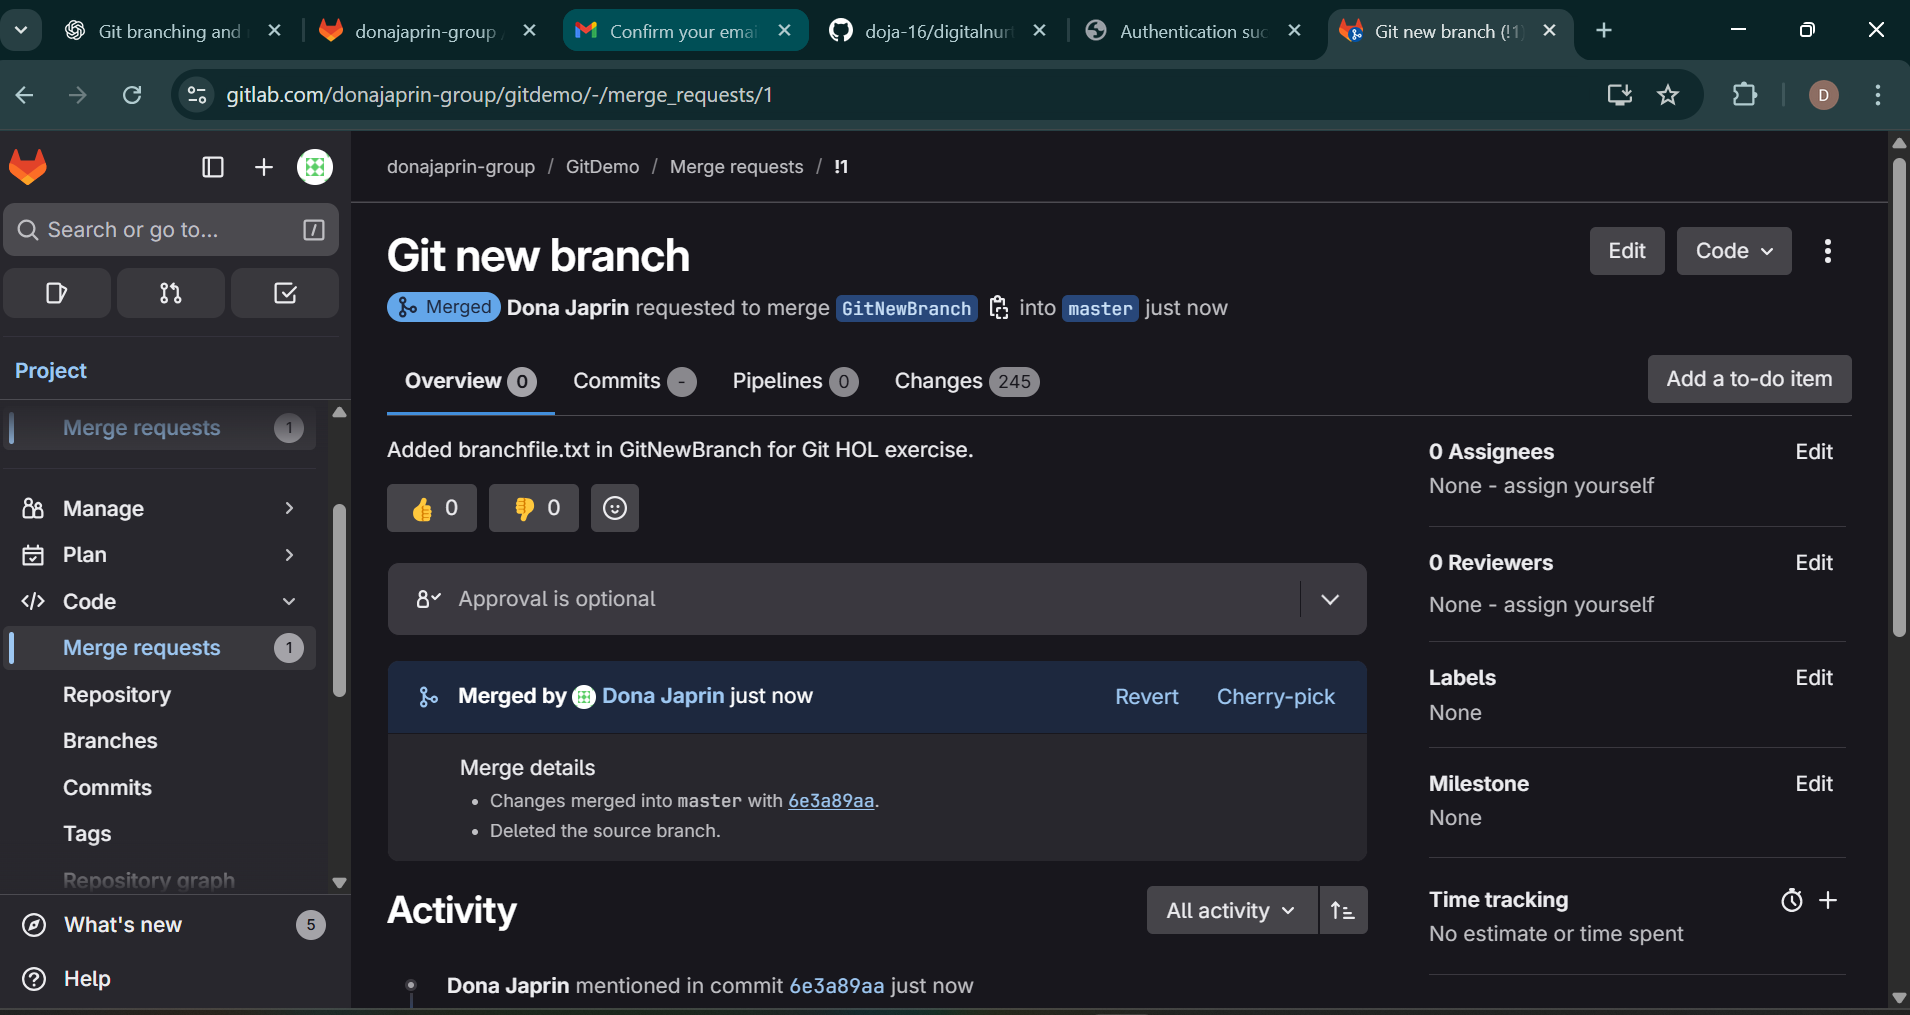 Git branching and
donajaprin-group /
Confirm your emai
doja-16/digitalnur
Authentication suc
Git new branch (!1)
gitlab.com/donajaprin-group/gitdemo/-/merge_requests/1
D
donajaprin-group / GitDemo / Merge requests / !1
Search or go to...
/
Project
Merge requests 1
Manage
Plan
Code
Merge requests 1
Repository
Branches
Commits
Tags
Repository graph
What's new 5
Help
Git new branch
Edit
Code
Merged Dona Japrin requested to merge GitNewBranch into master just now
Overview 0
Commits -
Pipelines 0
Changes 245
Add a to-do item
Added branchfile.txt in GitNewBranch for Git HOL exercise.
👍 0
👎 0
Approval is optional
Merged by Dona Japrin just now
Revert
Cherry-pick
Merge details
• Changes merged into master with 6e3a89aa.
• Deleted the source branch.
Activity
All activity
Dona Japrin mentioned in commit 6e3a89aa just now
0 Assignees
Edit
None - assign yourself
0 Reviewers
Edit
None - assign yourself
Labels
Edit
None
Milestone
Edit
None
Time tracking
No estimate or time spent